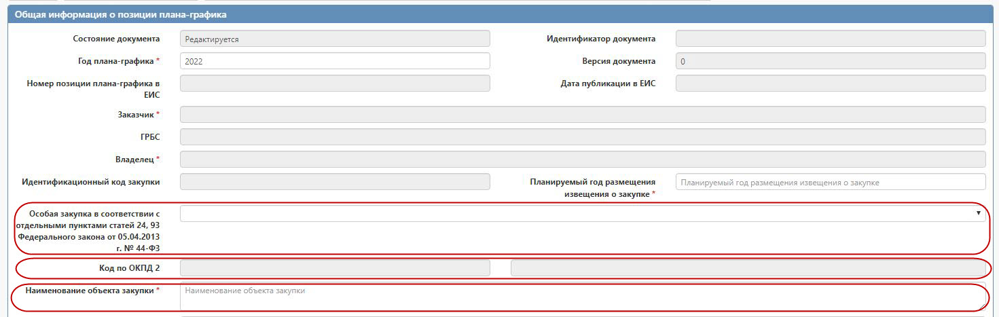 Общая информация о позиции плана-графика
Состояние документа Редактируется Идентификатор документа
Год плана-графика * 2022 Версия документа 0
Номер позиции плана-графика в
ЕИС Дата публикации в ЕИС
Заказчик *
ГРБС
Владелец *
Идентификационный код закупки Планируемый год размещения Планируемый год размещения извещения о закупке
извещения о закупке *
Особая закупка в соответствии с
отдельными пунктами статей 24, 93
Федерального закона от 05.04.2013
г. № 44-ФЗ
Код по ОКПД 2
Наименование объекта закупки * Наименование объекта закупки